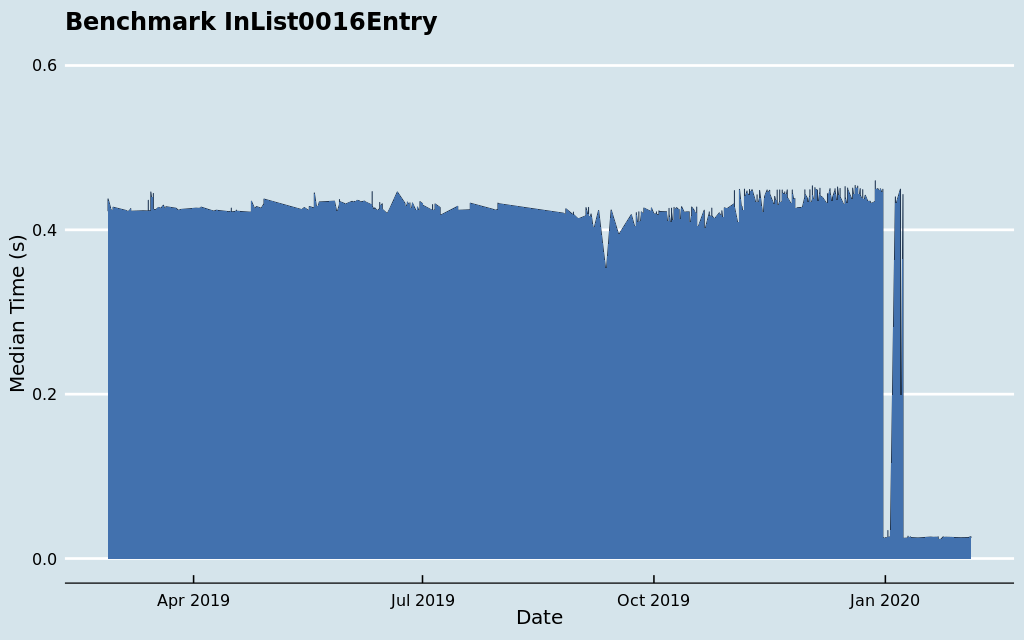 Benchmark InList0016Entry
0.6
0.4
0.2
0.0
Median Time (s)
Apr 2019
Jul 2019
Oct 2019
Jan 2020
Date